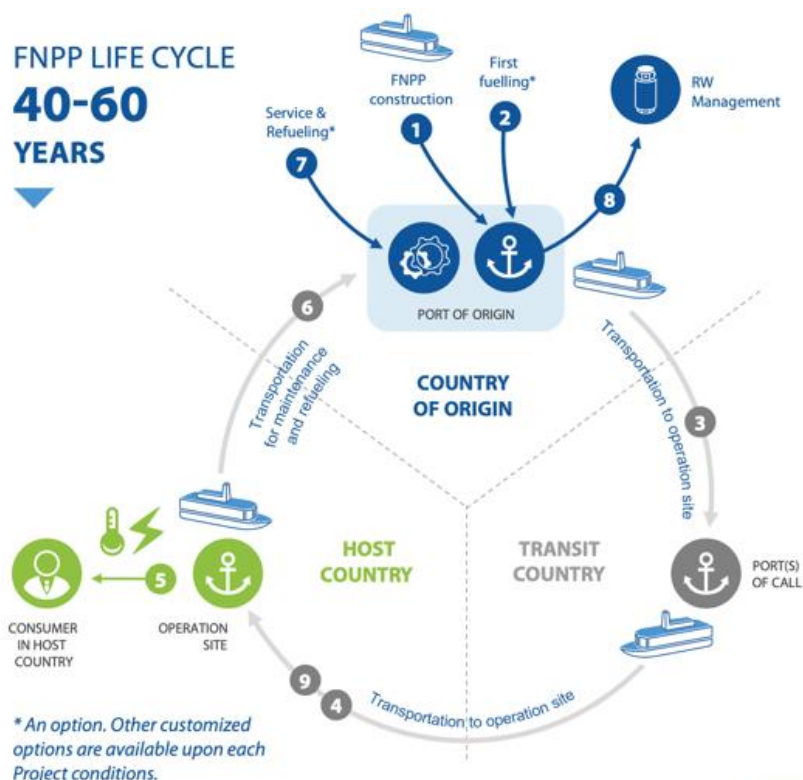 FNPP LIFE CYCLE
40-60
YEARS
FNPP
construction
First
fuelling*
RW
Management
Service &
Refueling*
1
2
7
8
PORT OF ORIGIN
6
Transportation
for maintenance
and refueling
COUNTRY
OF ORIGIN
Transportation to operation site
3
HOST
COUNTRY
TRANSIT
COUNTRY
PORT(S)
OF CALL
5
CONSUMER
IN HOST
COUNTRY
OPERATION
SITE
9
4
Transportation to operation site
* An option. Other customized
options are available upon each
Project conditions.